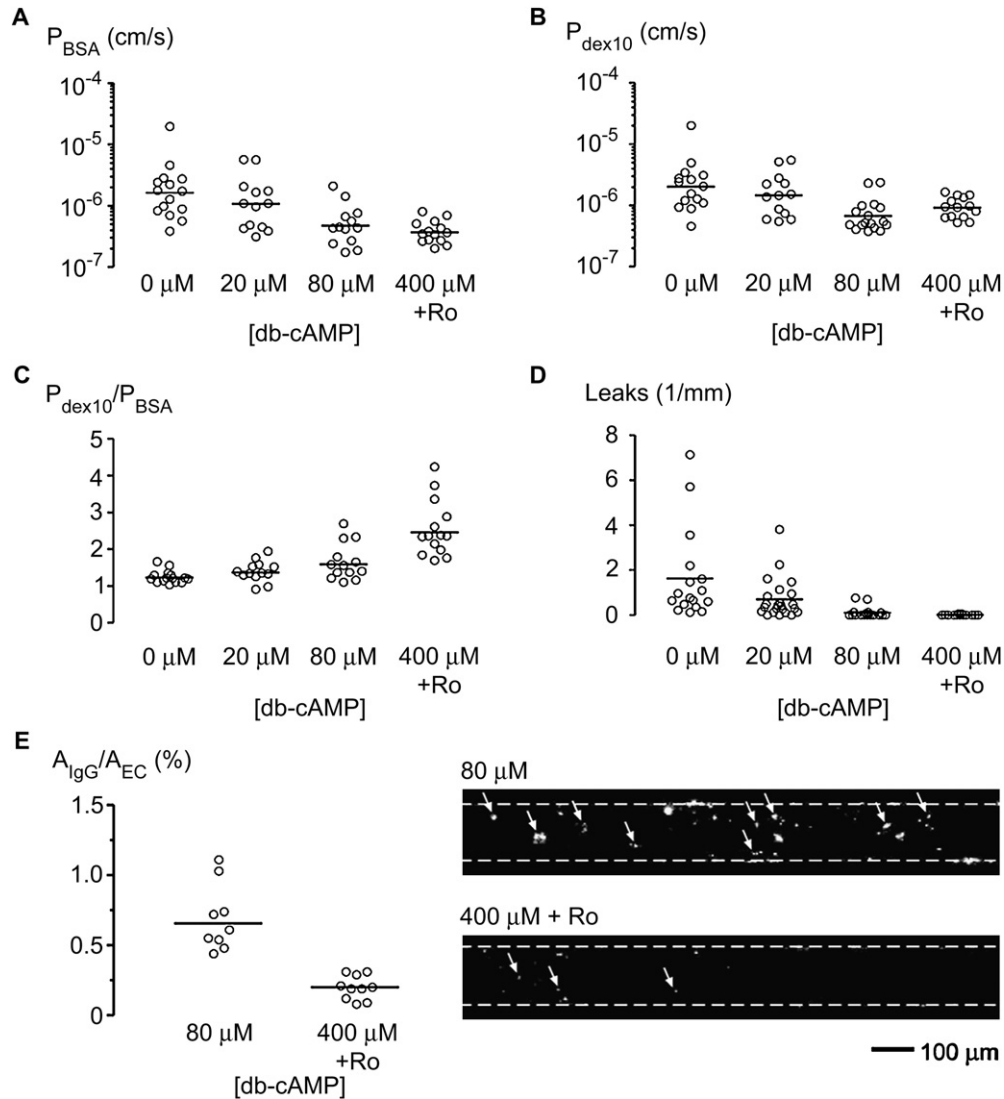 A
P_BSA (cm/s)
10^-4
10^-5
10^-6
10^-7
0 μM 20 μM 80 μM 400 μM
+Ro
[db-cAMP]
B
P_dex10 (cm/s)
10^-4
10^-5
10^-6
10^-7
0 μM 20 μM 80 μM 400 μM
+Ro
[db-cAMP]
C
P_dex10/P_BSA
5
4
3
2
1
0
0 μM 20 μM 80 μM 400 μM
+Ro
[db-cAMP]
D
Leaks (1/mm)
8
6
4
2
0
0 μM 20 μM 80 μM 400 μM
+Ro
[db-cAMP]
E
A_IgG/A_EC (%)
1.5
1.0
0.5
0
80 μM 400 μM
+Ro
[db-cAMP]
80 μM
400 μM + Ro
100 μm